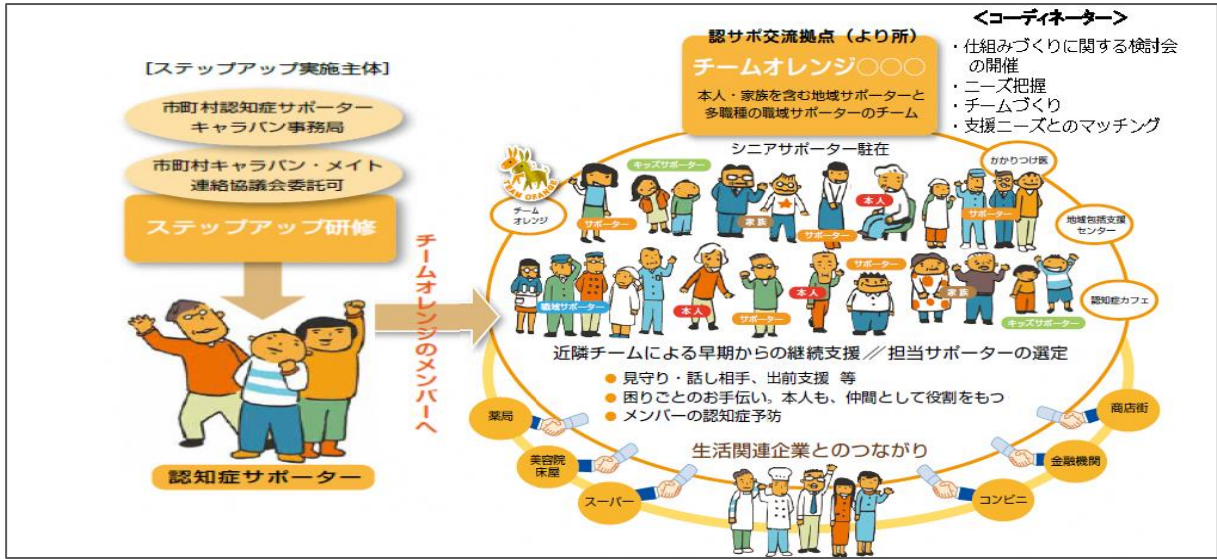 [ステップアップ実施主体]
市町村認知症サポーター
キャラバン事務局
市町村キャラバン・メイト
連絡協議会委託可
ステップアップ研修
認知症サポーター
チームオレンジのメンバーへ
認サポ交流拠点（より所）
チームオレンジ○○○
本人・家族を含む地域サポーターと
多職種の職域サポーターのチーム
＜コーディネーター＞
・仕組みづくりに関する検討会
の開催
・ニーズ把握
・チームづくり
・支援ニーズとのマッチング
シニアサポーター駐在
TEAM ORANGE
チーム
オレンジ
キッズサポーター
サポーター
家族
サポーター
本人
サポーター
かかりつけ医
地域包括支援
センター
認知症カフェ
職域サポーター
本人
サポーター
本人
サポーター
家族
キッズサポーター
近隣チームによる早期からの継続支援 // 担当サポーターの選定
● 見守り・話し相手、出前支援 等
● 困りごとのお手伝い。本人も、仲間として役割をもつ
● メンバーの認知症予防
生活関連企業とのつながり
薬局
美容院
床屋
スーパー
商店街
金融機関
コンビニ